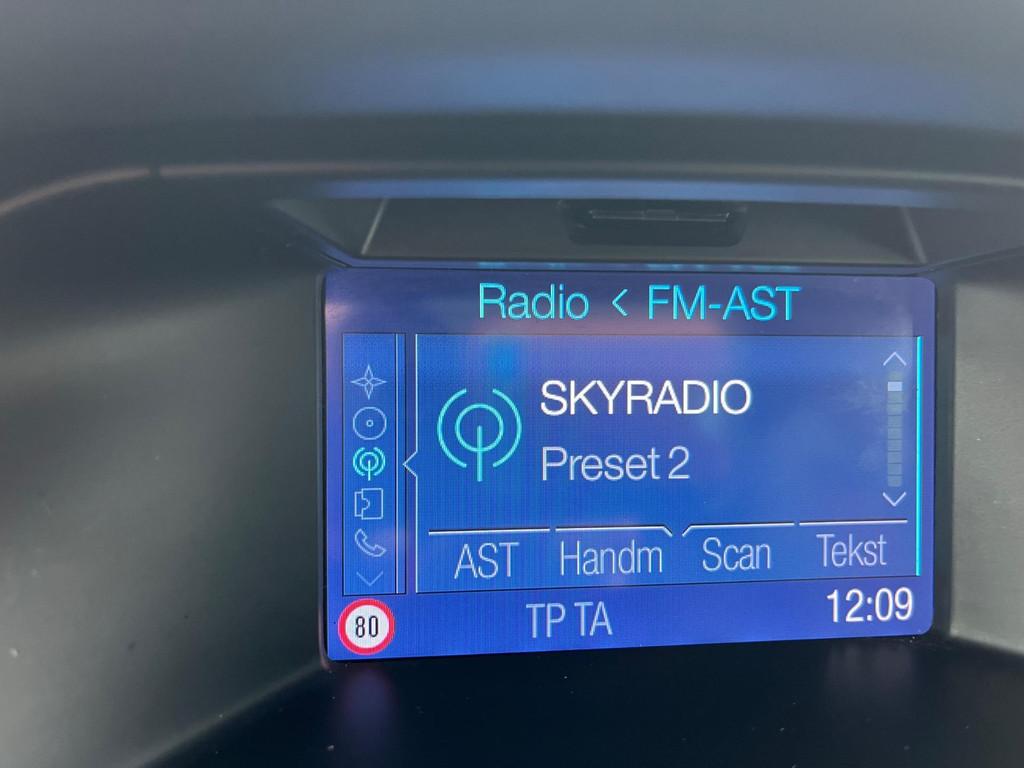 Radio < FM-AST
SKYRADIO
Preset 2
AST Handm Scan Tekst
80 TP TA 12:09